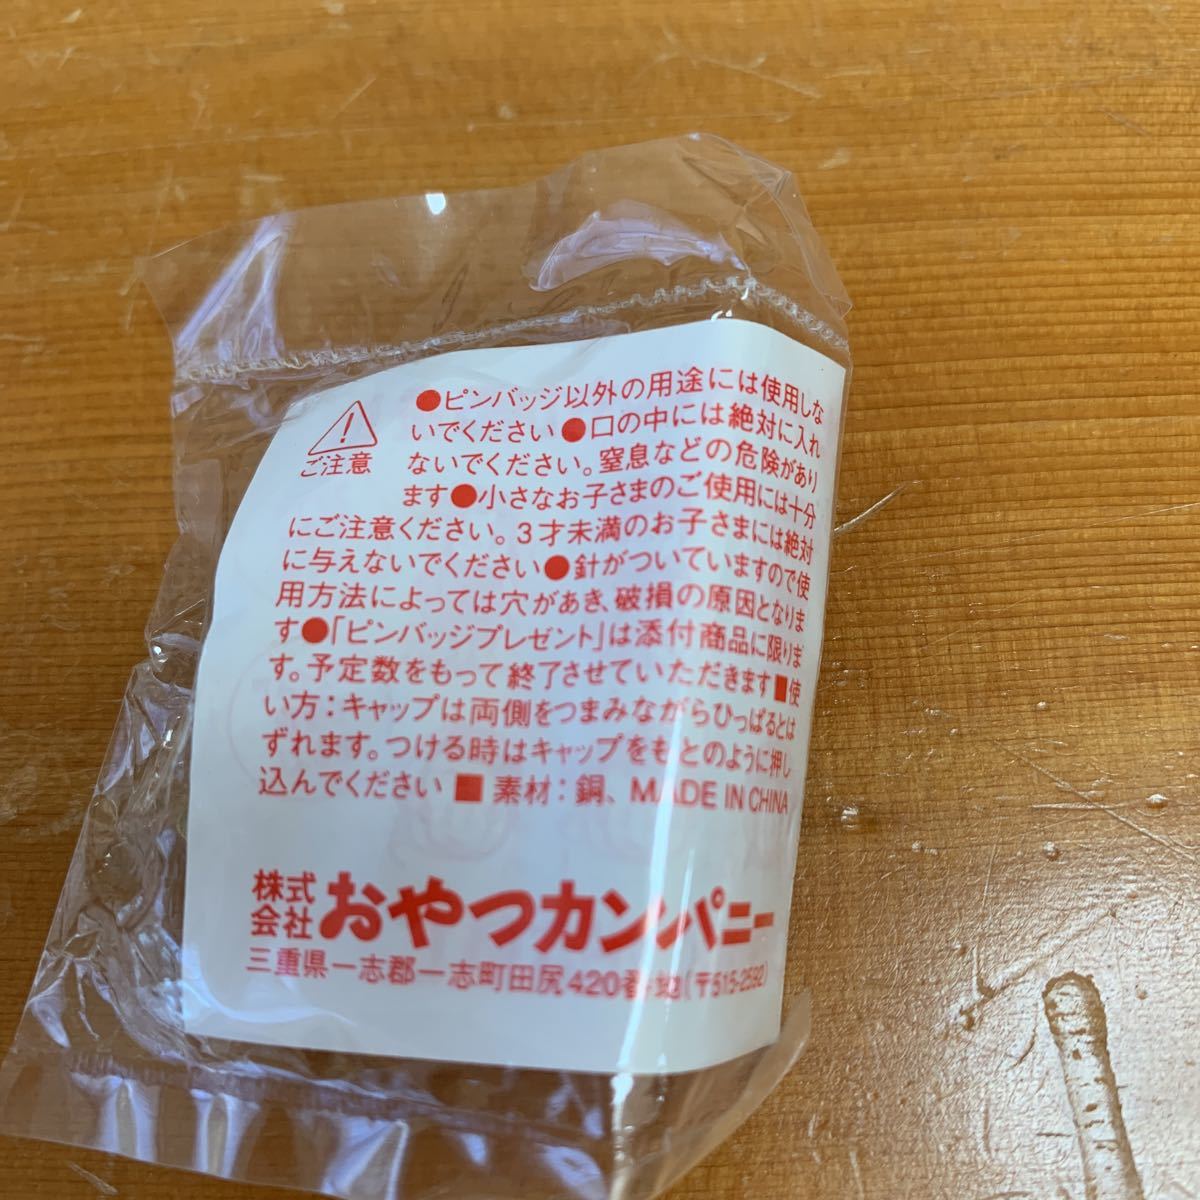 ご注意
●ピンバッジ以外の用途には使用しな
いでください●口の中には絶対に入れ
ないでください。窒息などの危険があり
ます●小さなお子さまのご使用には十分
にご注意ください。3才未満のお子さまには絶対
に与えないでください●針がついていますので使
用方法によっては穴があき、破損の原因となりま
す●「ピンバッジプレゼント」は添付商品に限りま
す。予定数をもって終了させていただきます■使
い方：キャップは両側をつまみながらひっぱるとは
ずれます。つける時はキャップをもとのように押し
込んでください ■ 素材：銅、MADE IN CHINA
株式
会社 おやつカンパニー
三重県一志郡一志町田尻420番地(〒515-2592)